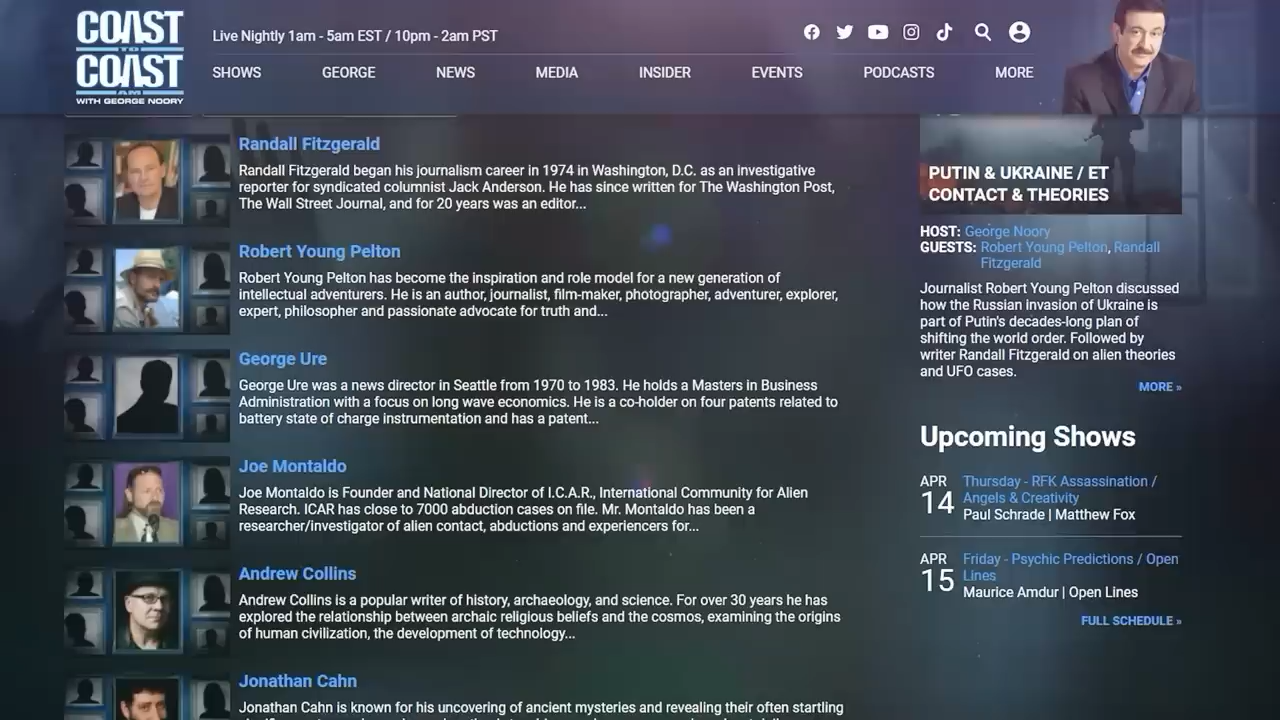 COAST
TO
COAST
AM
WITH GEORGE NOORY
Live Nightly 1am - 5am EST / 10pm - 2am PST
SHOWS GEORGE NEWS MEDIA INSIDER EVENTS PODCASTS MORE
Randall Fitzgerald
Randall Fitzgerald began his journalism career in 1974 in Washington, D.C. as an investigative
reporter for syndicated columnist Jack Anderson. He has since written for The Washington Post,
The Wall Street Journal, and for 20 years was an editor...
Robert Young Pelton
Robert Young Pelton has become the inspiration and role model for a new generation of
intellectual adventurers. He is an author, journalist, film-maker, photographer, adventurer, explorer,
expert, philosopher and passionate advocate for truth and...
George Ure
George Ure was a news director in Seattle from 1970 to 1983. He holds a Masters in Business
Administration with a focus on long wave economics. He is a co-holder on four patents related to
battery state of charge instrumentation and has a patent...
Joe Montaldo
Joe Montaldo is Founder and National Director of I.C.A.R., International Community for Alien
Research. ICAR has close to 7000 abduction cases on file. Mr. Montaldo has been a
researcher/investigator of alien contact, abductions and experiencers for...
Andrew Collins
Andrew Collins is a popular writer of history, archaeology, and science. For over 30 years he has
explored the relationship between archaic religious beliefs and the cosmos, examining the origins
of human civilization, the development of technology...
Jonathan Cahn
Jonathan Cahn is known for his uncovering of ancient mysteries and revealing their often startling
PUTIN & UKRAINE / ET
CONTACT & THEORIES
HOST: George Noory
GUESTS: Robert Young Pelton, Randall
Fitzgerald
Journalist Robert Young Pelton discussed
how the Russian invasion of Ukraine is
part of Putin's decades-long plan of
shifting the world order. Followed by
writer Randall Fitzgerald on alien theories
and UFO cases.
MORE »
Upcoming Shows
APR
14
Thursday - RFK Assassination /
Angels & Creativity
Paul Schrade | Matthew Fox
APR
15
Friday - Psychic Predictions / Open
Lines
Maurice Amdur | Open Lines
FULL SCHEDULE »